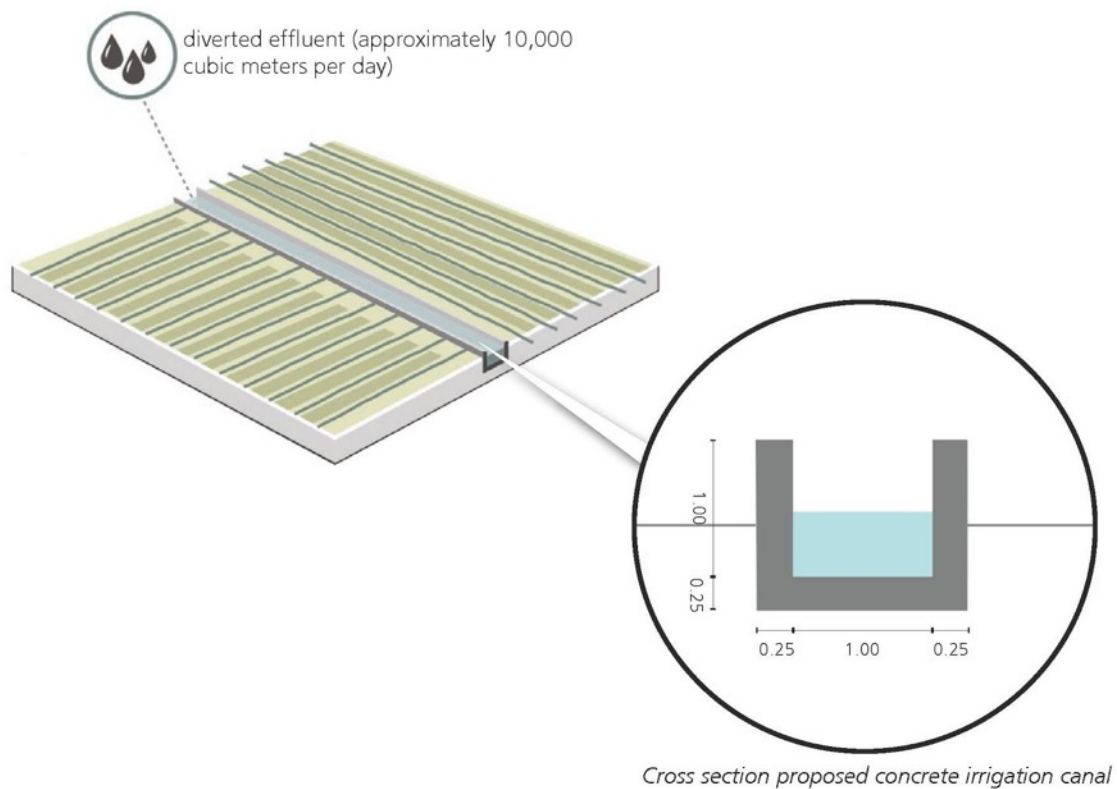 diverted effluent (approximately 10,000
cubic meters per day)
1.00
0.25
0.25
1.00
0.25
Cross section proposed concrete irrigation canal